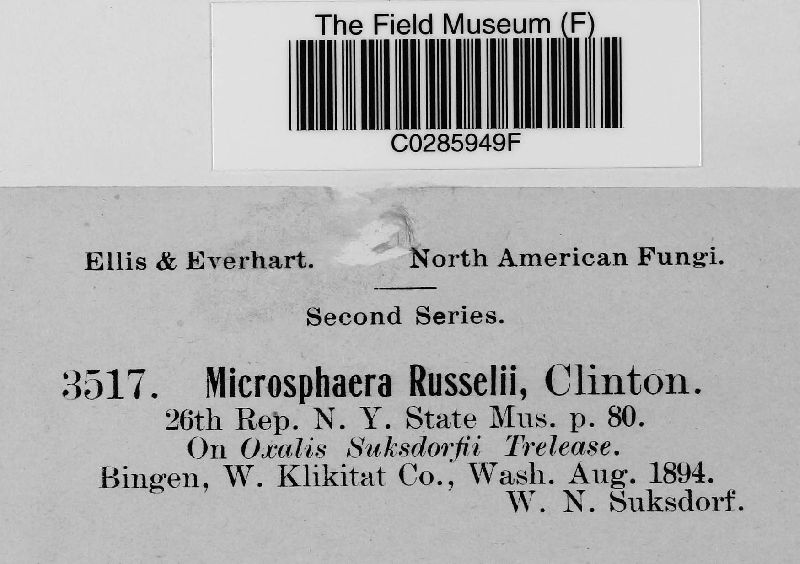 The Field Museum (F)
C0285949F
Ellis & Everhart. North American Fungi.
Second Series.
3517. Microsphaera Russelii, Clinton.
26th Rep. N. Y. State Mus. p. 80.
On Oxalis Suksdorfii Trelease.
Bingen, W. Klikitat Co., Wash. Aug. 1894.
W. N. Suksdorf.